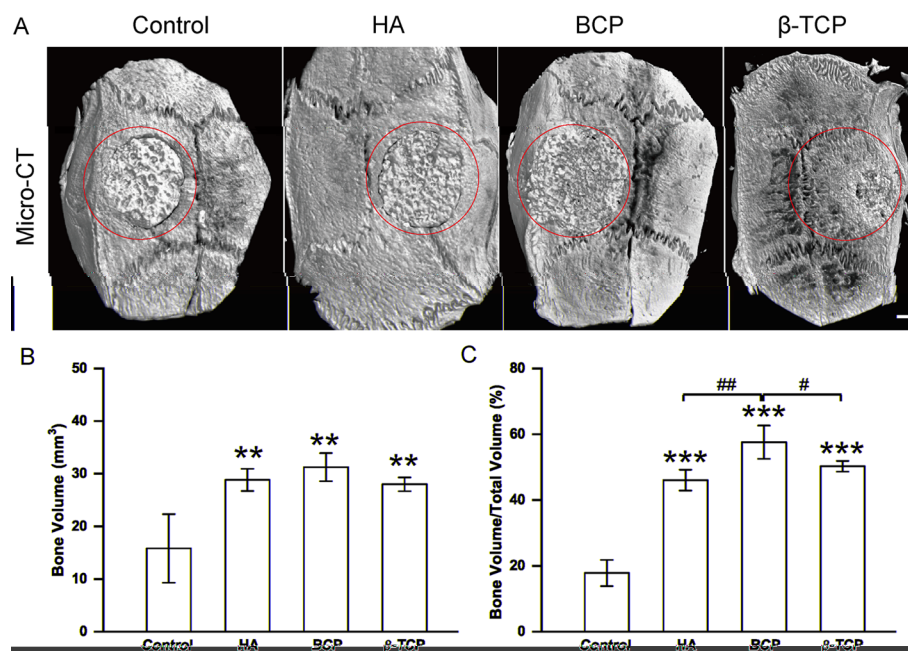 A
Control
HA
BCP
β-TCP
Micro-CT
B
Bone Volume (mm³)
50
40
30
20
10
0
**
**
**
Control
HA
BCP
β-TCP
C
Bone Volume/Total Volume (%)
80
60
40
20
0
##
#
***
***
***
Control
HA
BCP
β-TCP